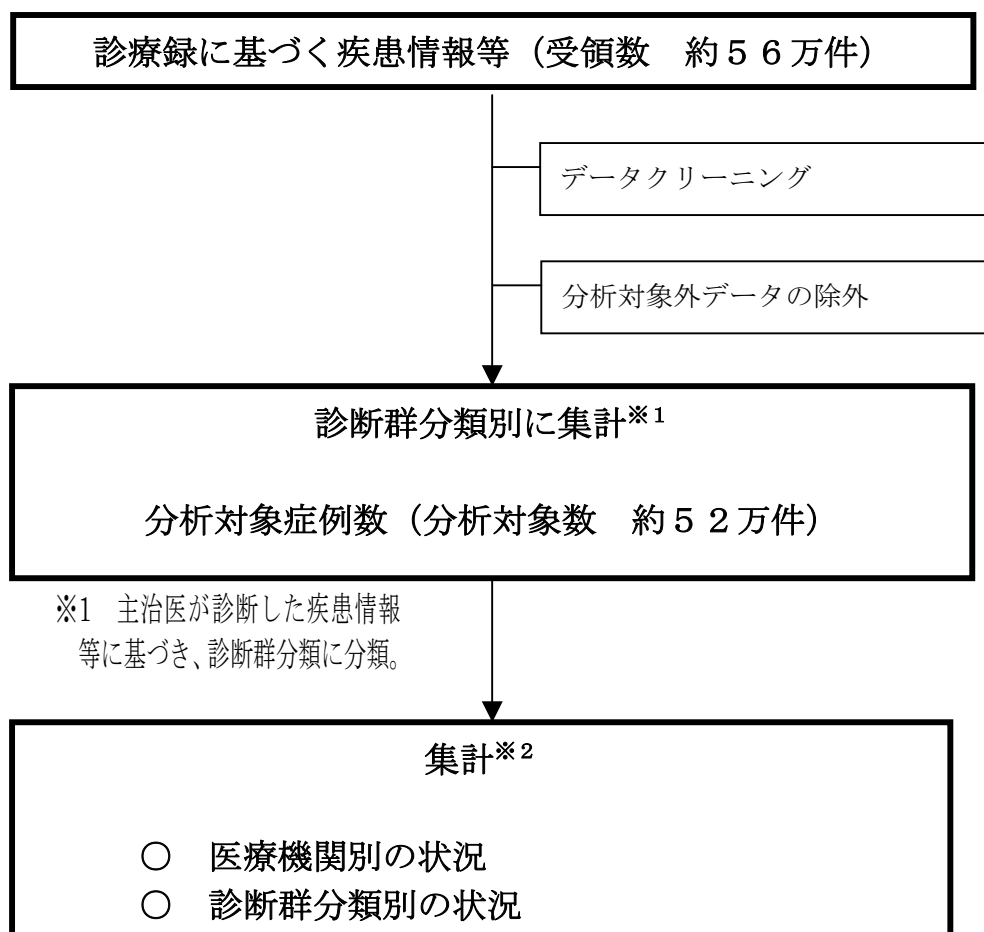 診療録に基づく疾患情報等（受領数　約５６万件）
データクリーニング
分析対象外データの除外
診断群分類別に集計※１
分析対象症例数（分析対象数　約５２万件）
※1　主治医が診断した疾患情報
等に基づき、診断群分類に分類。
集計※２
○　医療機関別の状況
○　診断群分類別の状況